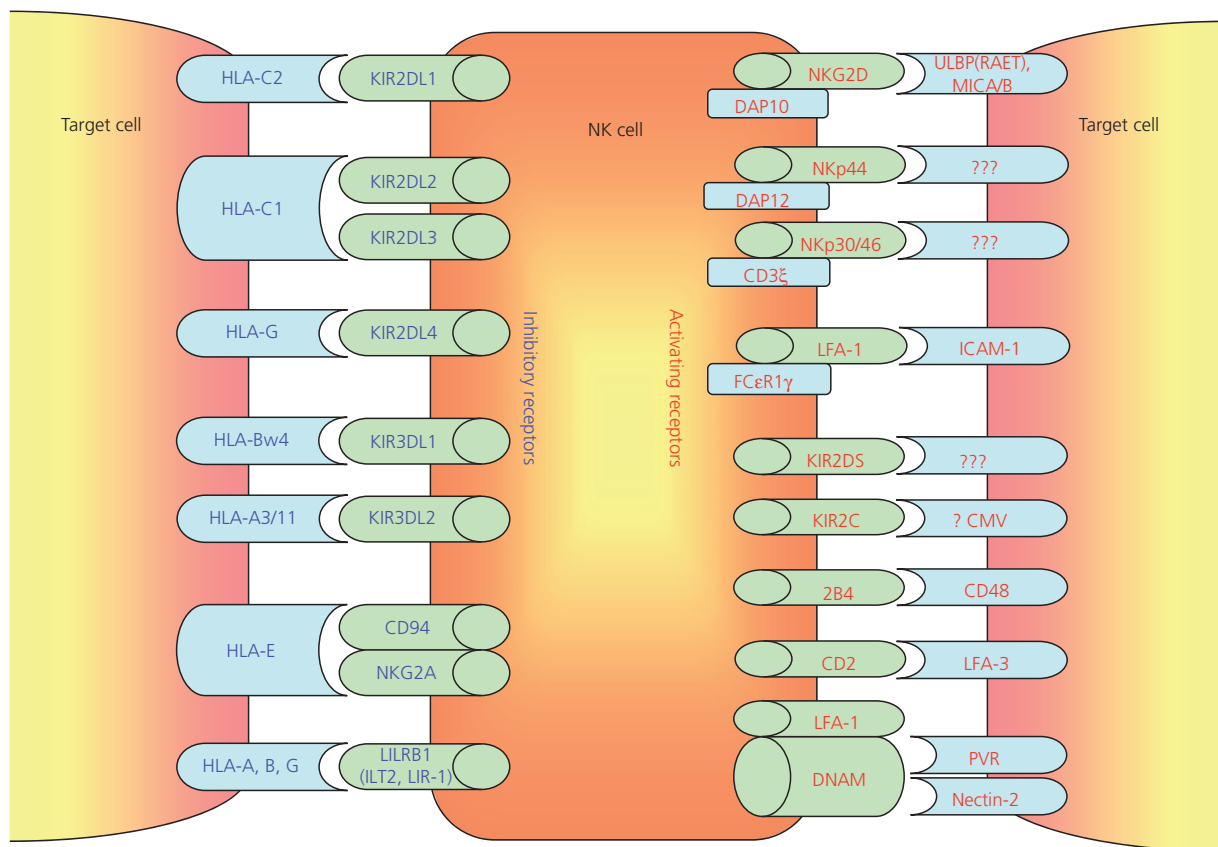 Target cell
HLA-C2
KIR2DL1
HLA-C1
KIR2DL2
KIR2DL3
HLA-G
KIR2DL4
HLA-Bw4
KIR3DL1
HLA-A3/11
KIR3DL2
HLA-E
CD94
NKG2A
HLA-A, B, G
LILRB1
(ILT2, LIR-1)
NK cell
Inhibitory receptors
Activating receptors
NKG2D
ULBP(RAET),
MICA/B
DAP10
Target cell
NKp44
???
DAP12
NKp30/46
???
CD3ξ
LFA-1
ICAM-1
FCεR1γ
KIR2DS
???
KIR2C
? CMV
2B4
CD48
CD2
LFA-3
LFA-1
DNAM
PVR
Nectin-2